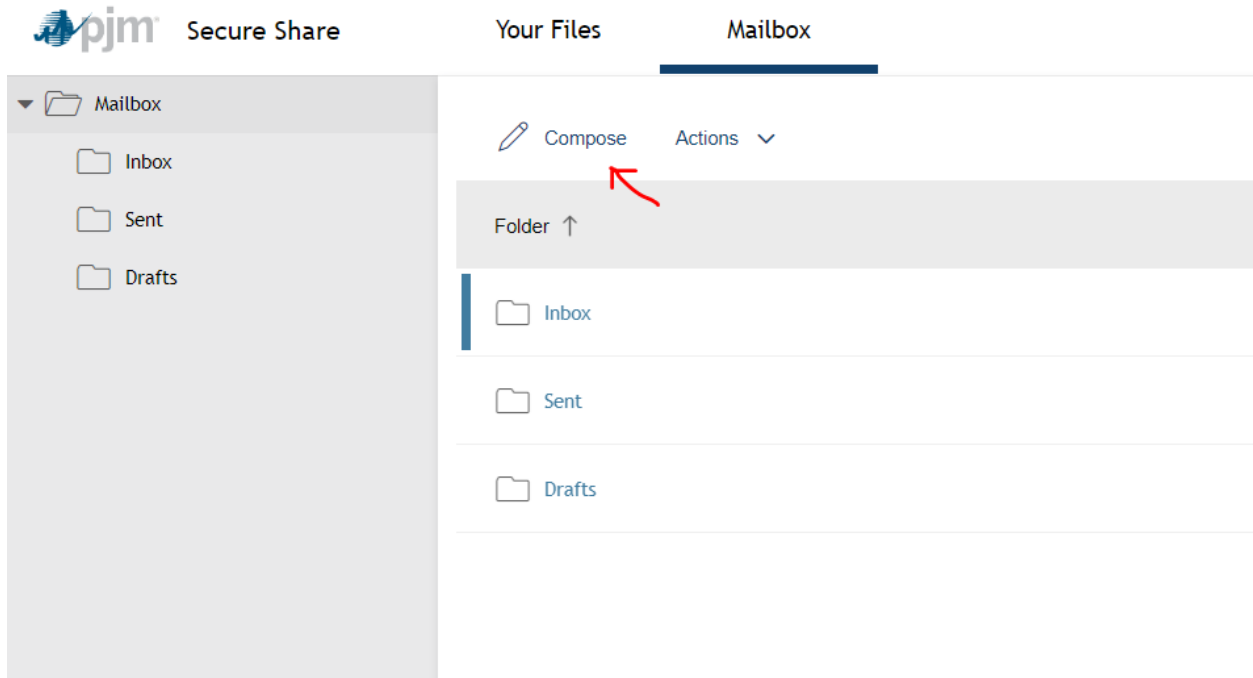 pjm Secure Share Your Files Mailbox
Mailbox
Inbox
Sent
Drafts
Compose Actions
Folder
Inbox
Sent
Drafts